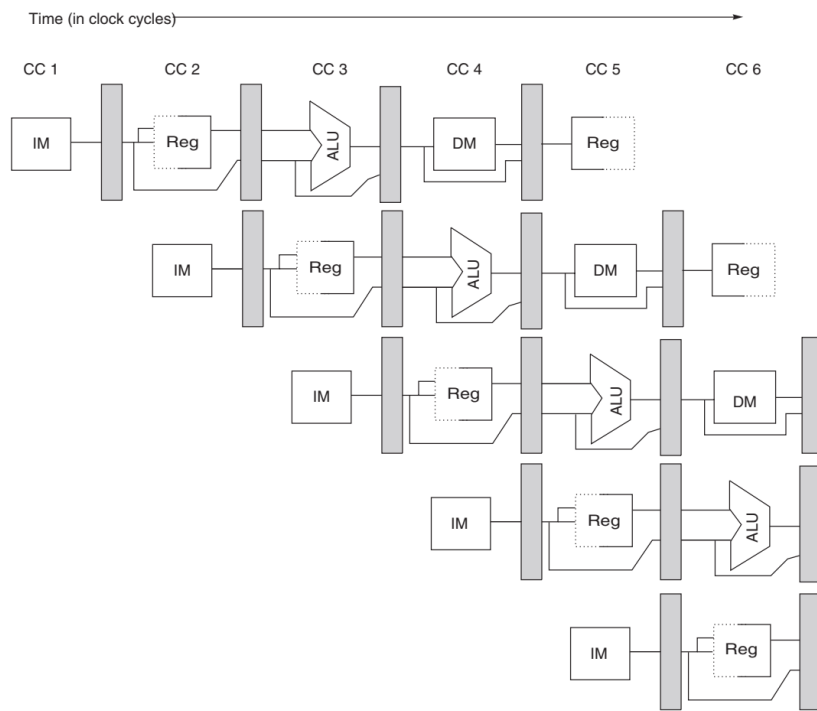 Time (in clock cycles)
CC 1 CC 2 CC 3 CC 4 CC 5 CC 6
IM Reg ALU DM Reg
IM Reg ALU DM Reg
IM Reg ALU DM
IM Reg ALU
IM Reg